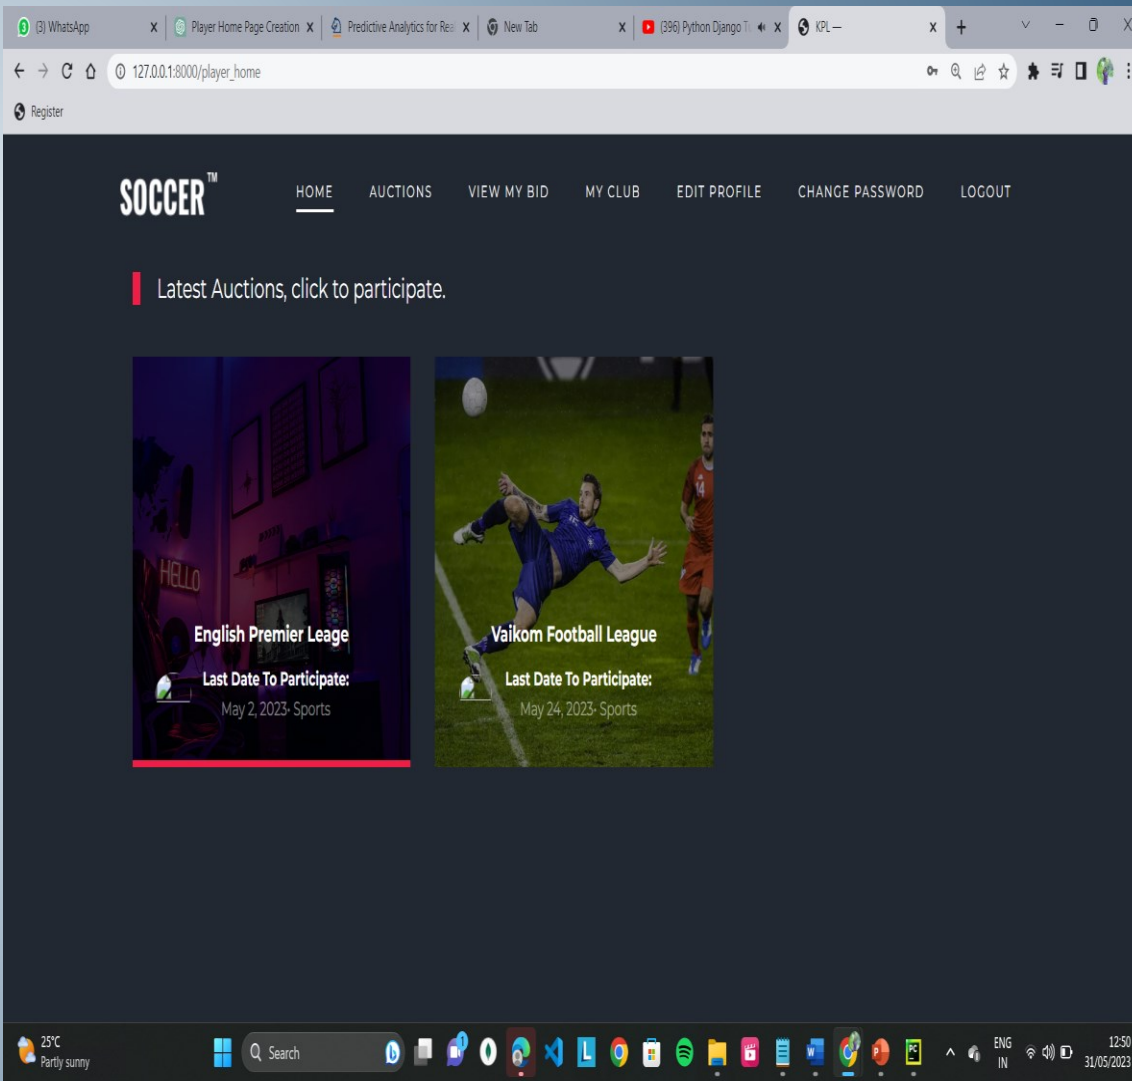 (3) WhatsApp
Player Home Page Creation
Predictive Analytics for Rea
New Tab
(396) Python Django T
KPL —
127.0.0.1:8000/player_home
Register
SOCCER™
HOME AUCTIONS VIEW MY BID MY CLUB EDIT PROFILE CHANGE PASSWORD LOGOUT
Latest Auctions, click to participate.
HELLO
English Premier Leage
Last Date To Participate:
May 2, 2023• Sports
14
Vaikom Football League
Last Date To Participate:
May 24, 2023• Sports
25°C
Partly sunny
Search
ENG
IN
12:50
31/05/2023